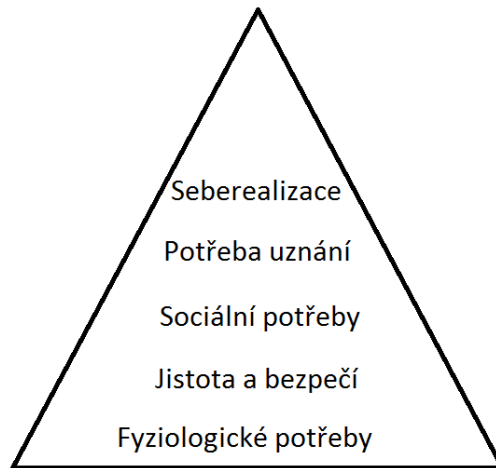 Seberealizace
Potřeba uznání
Sociální potřeby
Jistota a bezpečí
Fyziologické potřeby